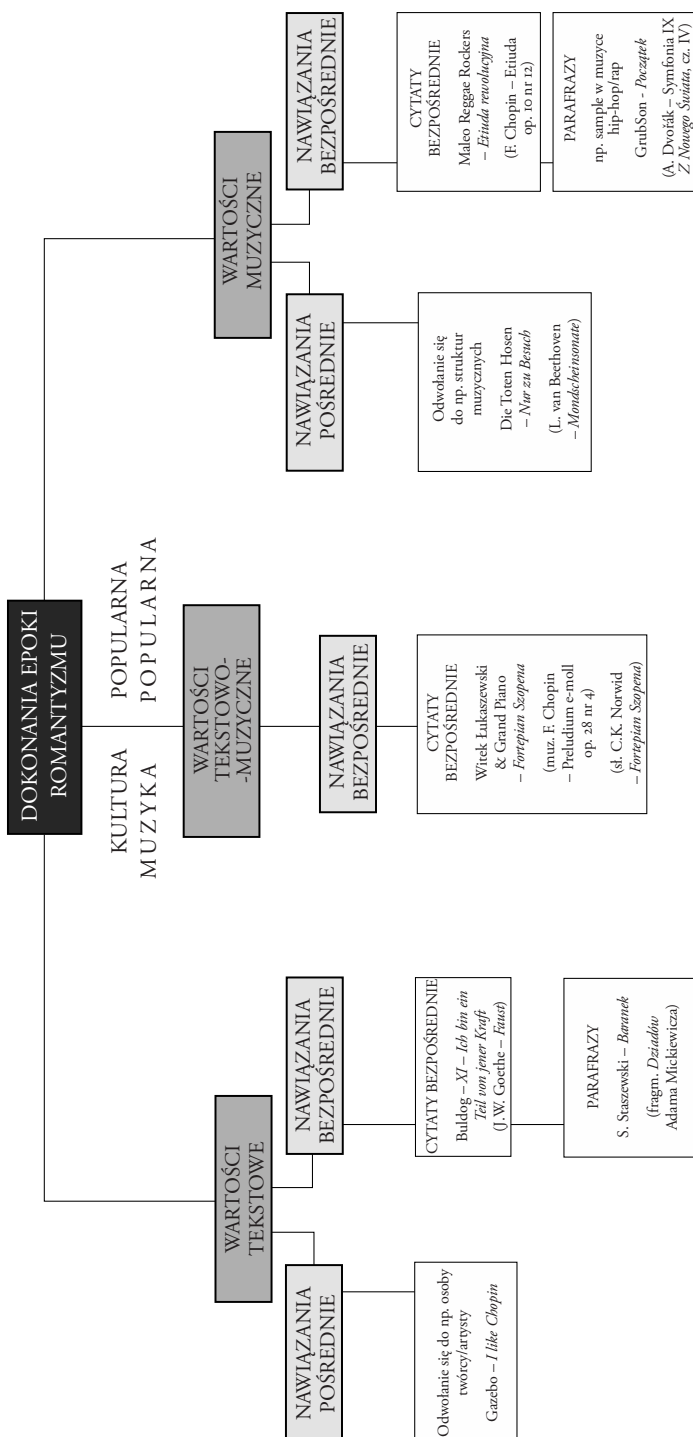 DOKONANIA EPOKI
ROMANTYZMU
KULTURA POPULARNA
MUZYKA POPULARNA
WARTOŚCI
TEKSTOWE
NAWIĄZANIA
POŚREDNIE
Odwołanie się do np. osoby
twórcy/artysty
Gazebo – I like Chopin
NAWIĄZANIA
BEZPOŚREDNIE
CYTATY BEZPOŚREDNIE
Buldog – XI – Ich bin ein
Teil von jener Kraft
(J.W. Goethe – Faust)
PARAFRAZY
S. Staszewski – Baranek
(fragm. Dziadów
Adama Mickiewicza)
WARTOŚCI
TEKSTOWO-
-MUZYCZNE
NAWIĄZANIA
BEZPOŚREDNIE
CYTATY
BEZPOŚREDNIE
Witek Łukaszewski
& Grand Piano
– Fortepian Szopena
(muz. F. Chopin
– Preludium e-moll
op. 28 nr 4)
(sł. C.K. Norwid
– Fortepian Szopena)
WARTOŚCI
MUZYCZNE
NAWIĄZANIA
POŚREDNIE
Odwołanie się
do np. struktur
muzycznych
Die Toten Hosen
– Nur zu Besuch
(L. van Beethoven
– Mondscheinsonate)
NAWIĄZANIA
BEZPOŚREDNIE
CYTATY
BEZPOŚREDNIE
Maleo Reggae Rockers
– Etiuda rewolucyjna
(F. Chopin – Etiuda
op. 10 nr 12)
PARAFRAZY
np. sample w muzyce
hip-hop/rap
GrubSon - Początek
(A. Dvořák – Symfonia IX
Z Nowego Świata, cz. IV)